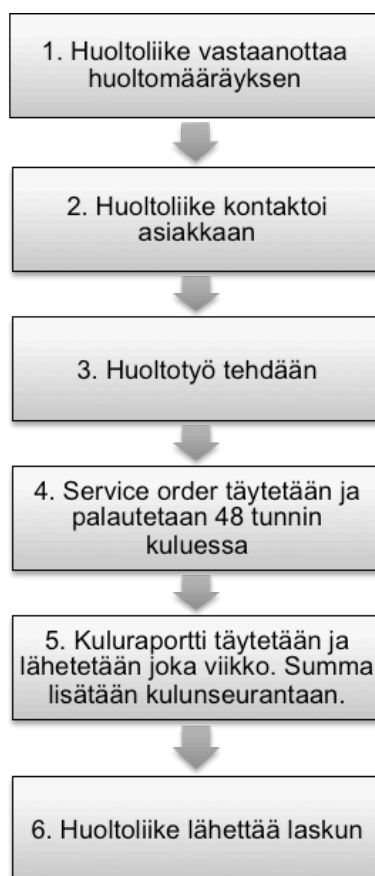 1. Huoltoliike vastaanottaa
huoltomääräyksen
2. Huoltoliike kontaktoi
asiakkaan
3. Huoltotyö tehdään
4. Service order täytetään ja
palautetaan 48 tunnin
kuluessa
5. Kuluraportti täytetään ja
lähetetään joka viikko. Summa
lisätään kulunseurantaan.
6. Huoltoliike lähettää laskun